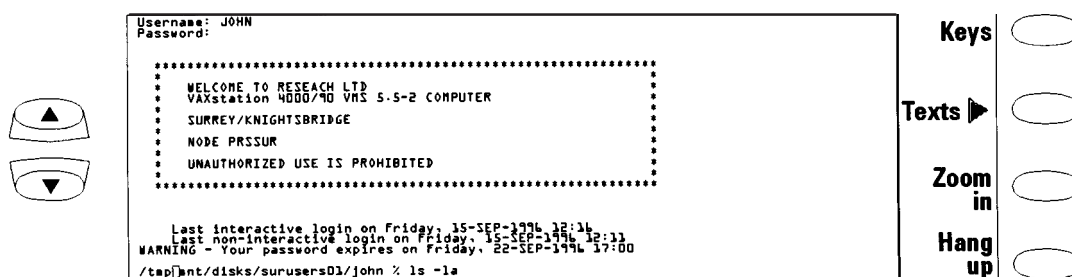 Username: JOHN
Password:
****************************************************************
* WELCOME TO RESEACH LTD *
* VAXstation 4000/90 VMS 5.5-2 COMPUTER *
* SURREY/KNIGHTSBRIDGE *
* NODE PRSSUR *
* UNAUTHORIZED USE IS PROHIBITED *
****************************************************************
Last interactive login on Friday, 15-SEP-1996 12:16
Last non-interactive login on Friday, 15-SEP-1996 12:11
WARNING - Your password expires on Friday, 22-SEP-1996 17:00
/tmp▯mnt/disks/surusers01/john % ls -la
Keys
Texts ▶
Zoom
in
Hang
up